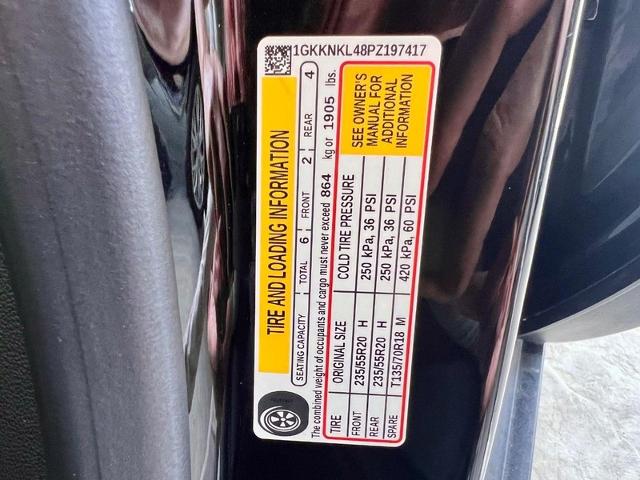 1GKKNKL48PZ197417
TIRE AND LOADING INFORMATION
SEATING CAPACITY TOTAL 6 FRONT 2 REAR 4
The combined weight of occupants and cargo must never exceed 864 kg or 1905 lbs.
TIRE ORIGINAL SIZE COLD TIRE PRESSURE
FRONT 235/55R20 H 250 kPa, 36 PSI
REAR 235/55R20 H 250 kPa, 36 PSI
SPARE T135/70R18 M 420 kPa, 60 PSI
SEE OWNER'S
MANUAL FOR
ADDITIONAL
INFORMATION